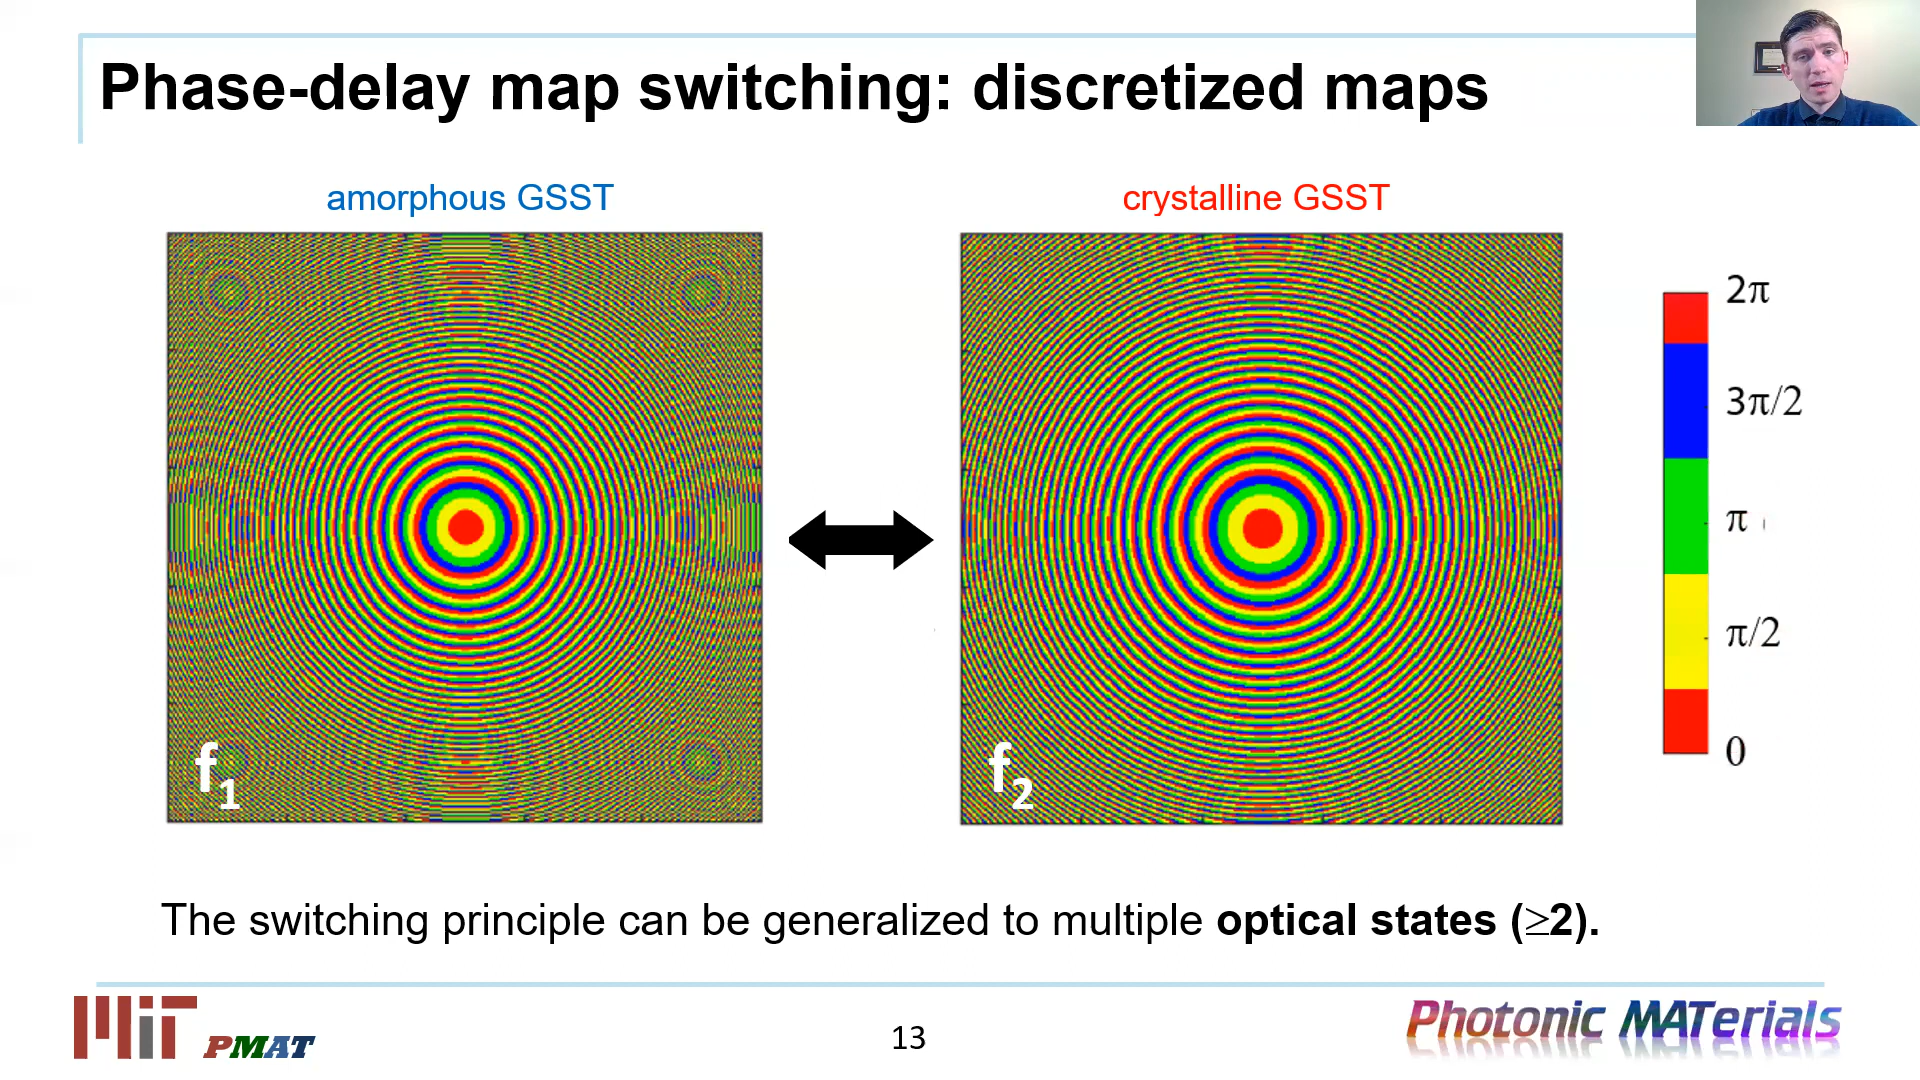 Phase-delay map switching: discretized maps
amorphous GSST
crystalline GSST
2π
3π/2
π
π/2
0
f1
f2
The switching principle can be generalized to multiple optical states (≥2).
MIT PMAT
13
Photonic MATerials